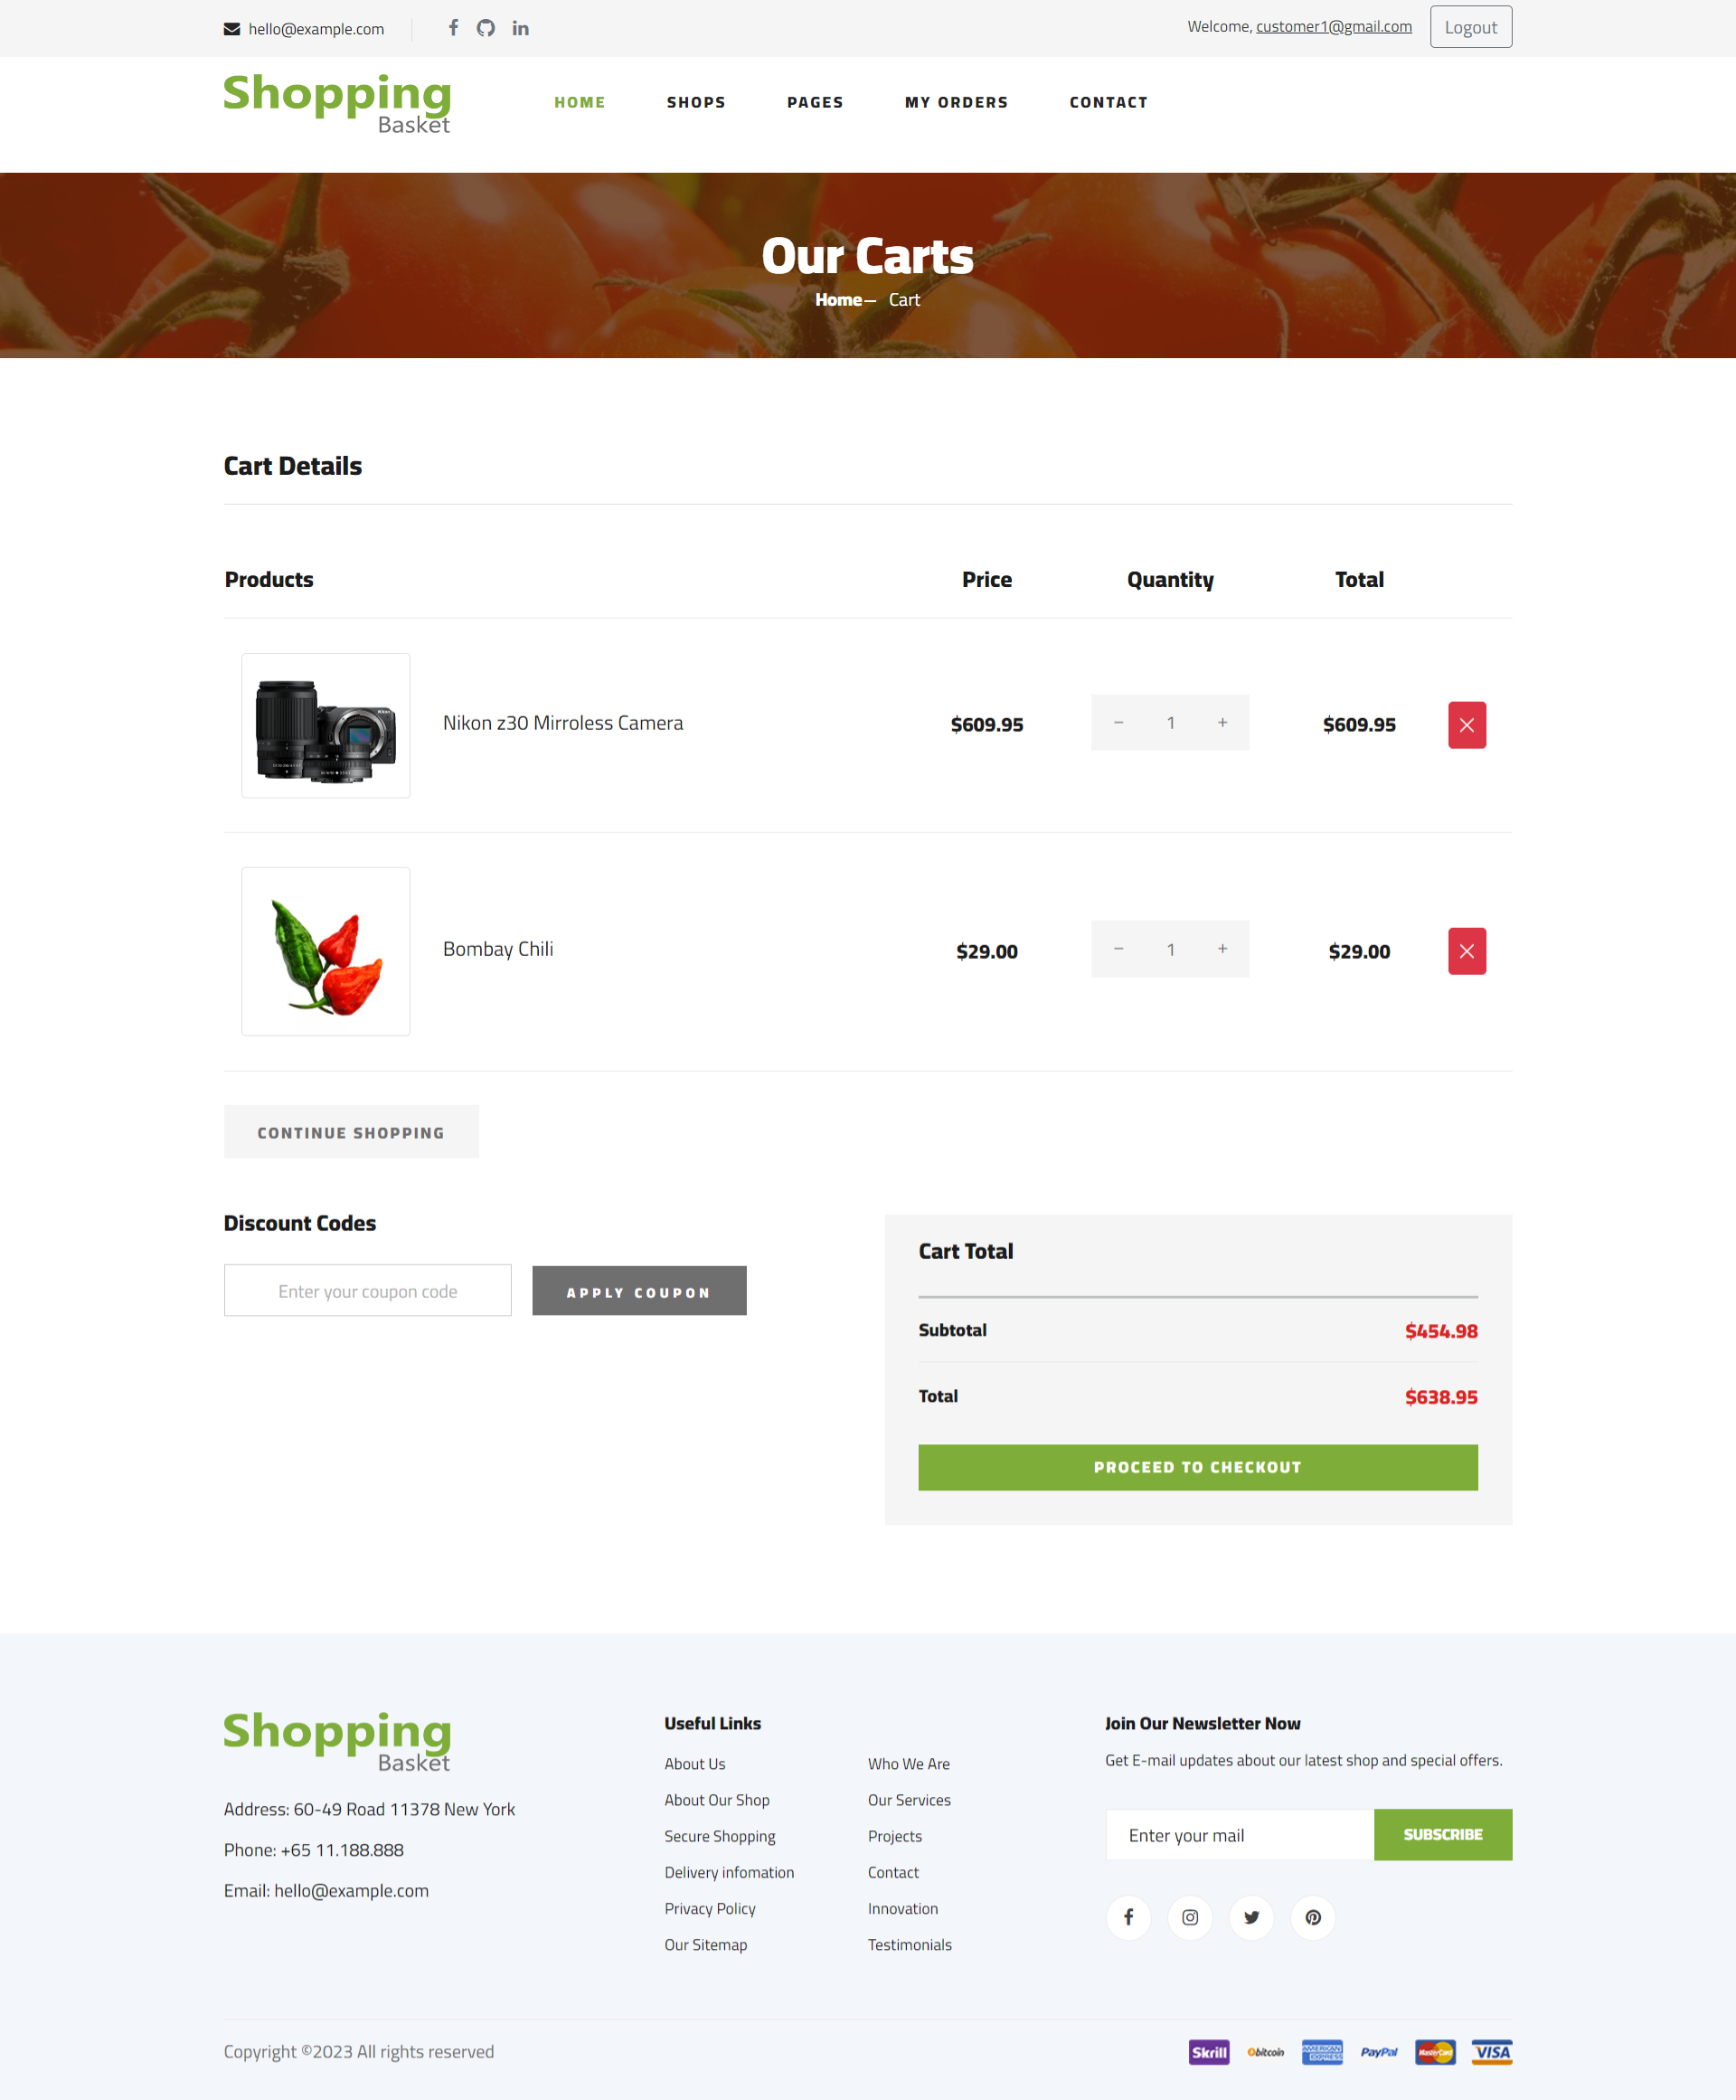 hello@example.com
Welcome, customer1@gmail.com
Logout
Shopping
Basket
HOME
SHOPS
PAGES
MY ORDERS
CONTACT
Our Carts
Home— Cart
Cart Details
Products
Price
Quantity
Total
Nikon z30 Mirroless Camera
$609.95
− 1 +
$609.95
Bombay Chili
$29.00
− 1 +
$29.00
CONTINUE SHOPPING
Discount Codes
Enter your coupon code
APPLY COUPON
Cart Total
Subtotal
$454.98
Total
$638.95
PROCEED TO CHECKOUT
Shopping
Basket
Address: 60-49 Road 11378 New York
Phone: +65 11.188.888
Email: hello@example.com
Useful Links
About Us
About Our Shop
Secure Shopping
Delivery infomation
Privacy Policy
Our Sitemap
Who We Are
Our Services
Projects
Contact
Innovation
Testimonials
Join Our Newsletter Now
Get E-mail updates about our latest shop and special offers.
Enter your mail
SUBSCRIBE
Copyright ©2023 All rights reserved
Skrill
bitcoin
AMERICAN EXPRESS
PayPal
MasterCard
VISA